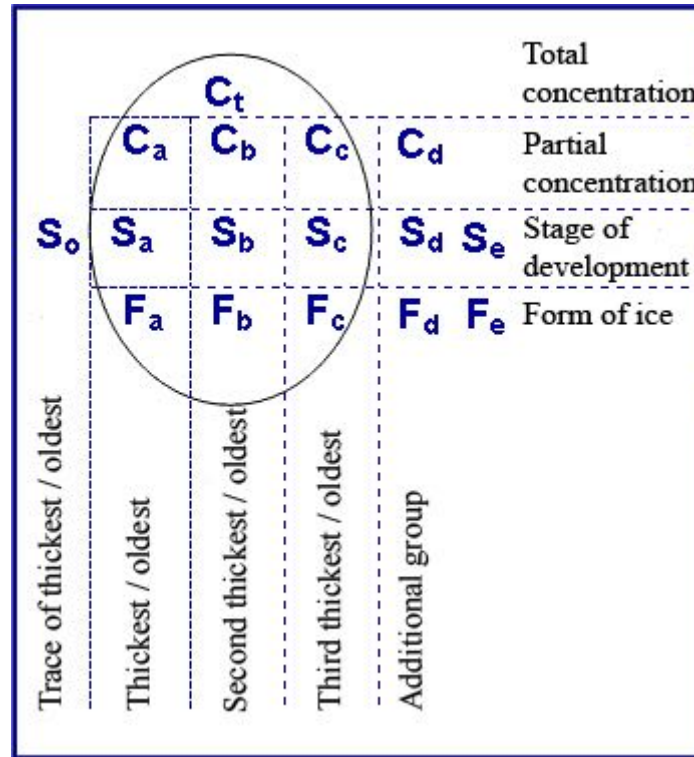 Total
concentration
Ct
Ca Cb Cc Cd
Partial
concentration
So Sa Sb Sc Sd Se
Stage of
development
Fa Fb Fc Fd Fe
Form of ice
Trace of thickest / oldest
Thickest / oldest
Second thickest / oldest
Third thickest / oldest
Additional group